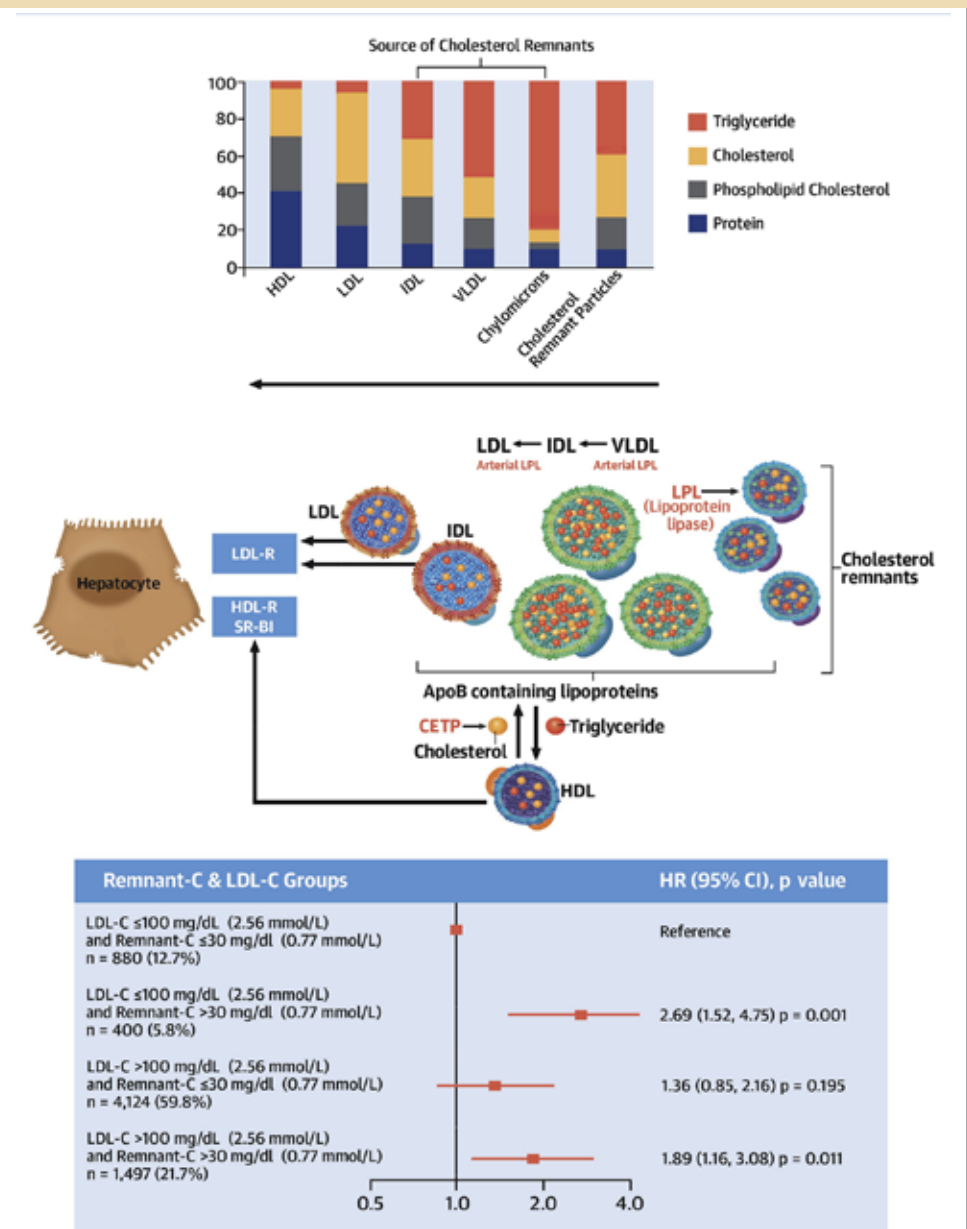 Source of Cholesterol Remnants
100
80
60
40
20
0
HDL
LDL
IDL
VLDL
Chylomicrons
Cholesterol
Remnant Particles
Triglyceride
Cholesterol
Phospholipid Cholesterol
Protein
LDL IDL VLDL
Arterial LPL Arterial LPL
LPL
(Lipoprotein
lipase)
LDL
IDL
LDL-R
Hepatocyte
HDL-R
SR-BI
Cholesterol
remnants
ApoB containing lipoproteins
CETP
Triglyceride
Cholesterol
HDL
Remnant-C & LDL-C Groups HR (95% CI), p value
LDL-C ≤100 mg/dL (2.56 mmol/L)
and Remnant-C ≤30 mg/dl (0.77 mmol/L)
n = 880 (12.7%)
Reference
LDL-C ≤100 mg/dL (2.56 mmol/L)
and Remnant-C >30 mg/dl (0.77 mmol/L)
n = 400 (5.8%)
2.69 (1.52, 4.75) p = 0.001
LDL-C >100 mg/dL (2.56 mmol/L)
and Remnant-C ≤30 mg/dl (0.77 mmol/L)
n = 4,124 (59.8%)
1.36 (0.85, 2.16) p = 0.195
LDL-C >100 mg/dL (2.56 mmol/L)
and Remnant-C >30 mg/dl (0.77 mmol/L)
n = 1,497 (21.7%)
1.89 (1.16, 3.08) p = 0.011
0.5 1.0 2.0 4.0